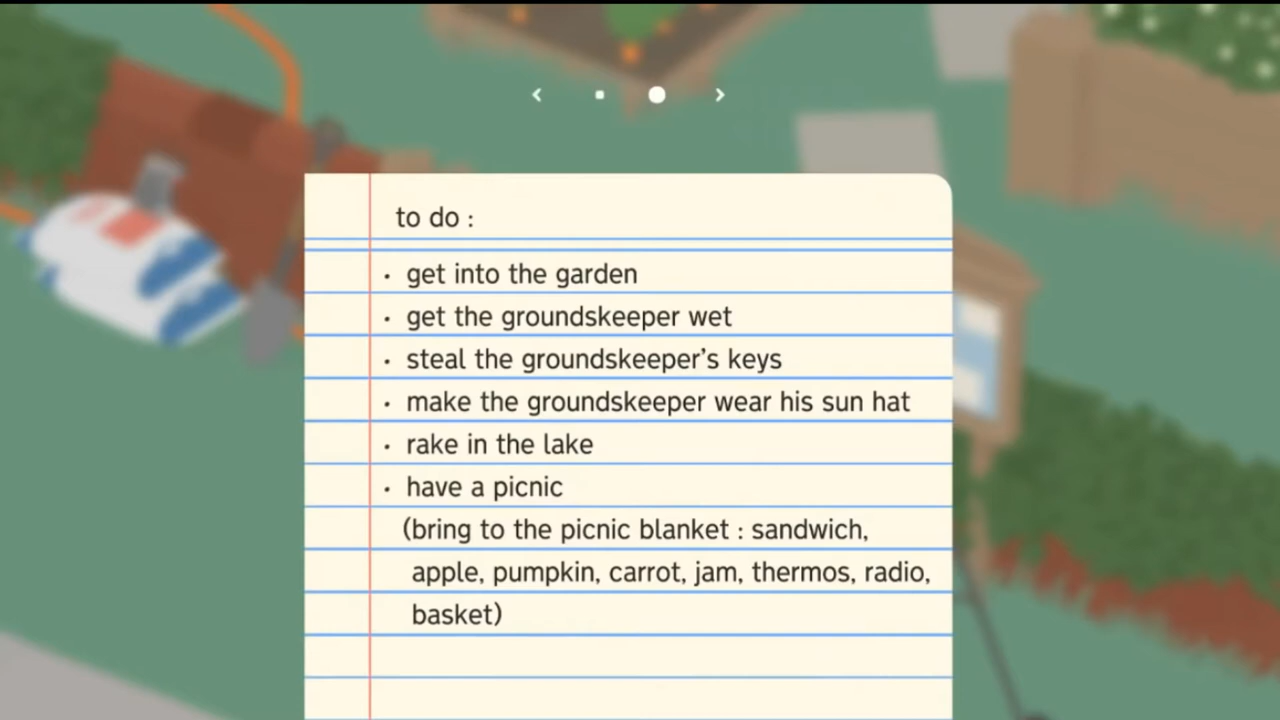 to do :
· get into the garden
· get the groundskeeper wet
· steal the groundskeeper’s keys
· make the groundskeeper wear his sun hat
· rake in the lake
· have a picnic
(bring to the picnic blanket : sandwich,
apple, pumpkin, carrot, jam, thermos, radio,
basket)